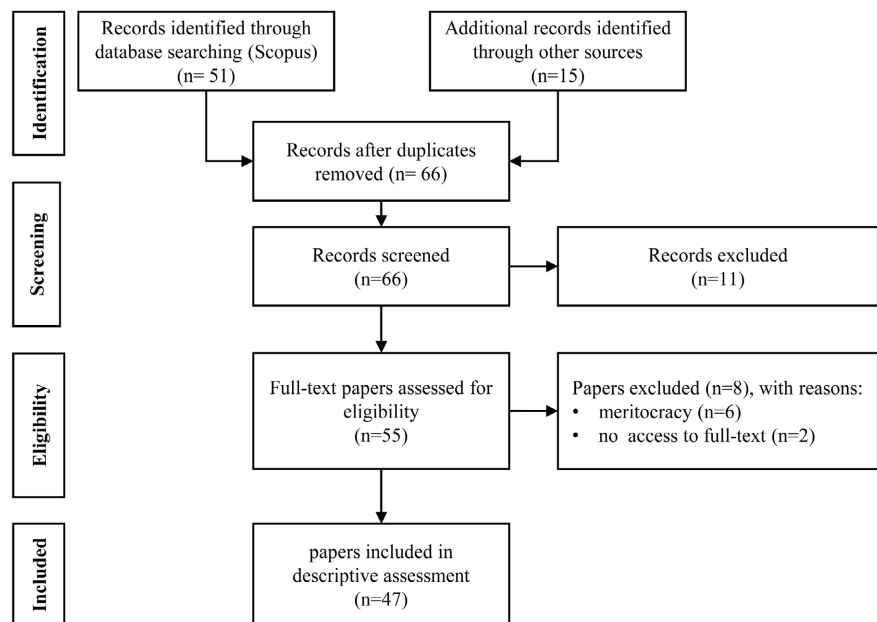 Identification
Records identified through
database searching (Scopus)
(n= 51)
Additional records identified
through other sources
(n=15)
Records after duplicates
removed (n= 66)
Screening
Records screened
(n=66)
Records excluded
(n=11)
Eligibility
Full-text papers assessed for
eligibility
(n=55)
Papers excluded (n=8), with reasons:
• meritocracy (n=6)
• no access to full-text (n=2)
Included
papers included in
descriptive assessment
(n=47)